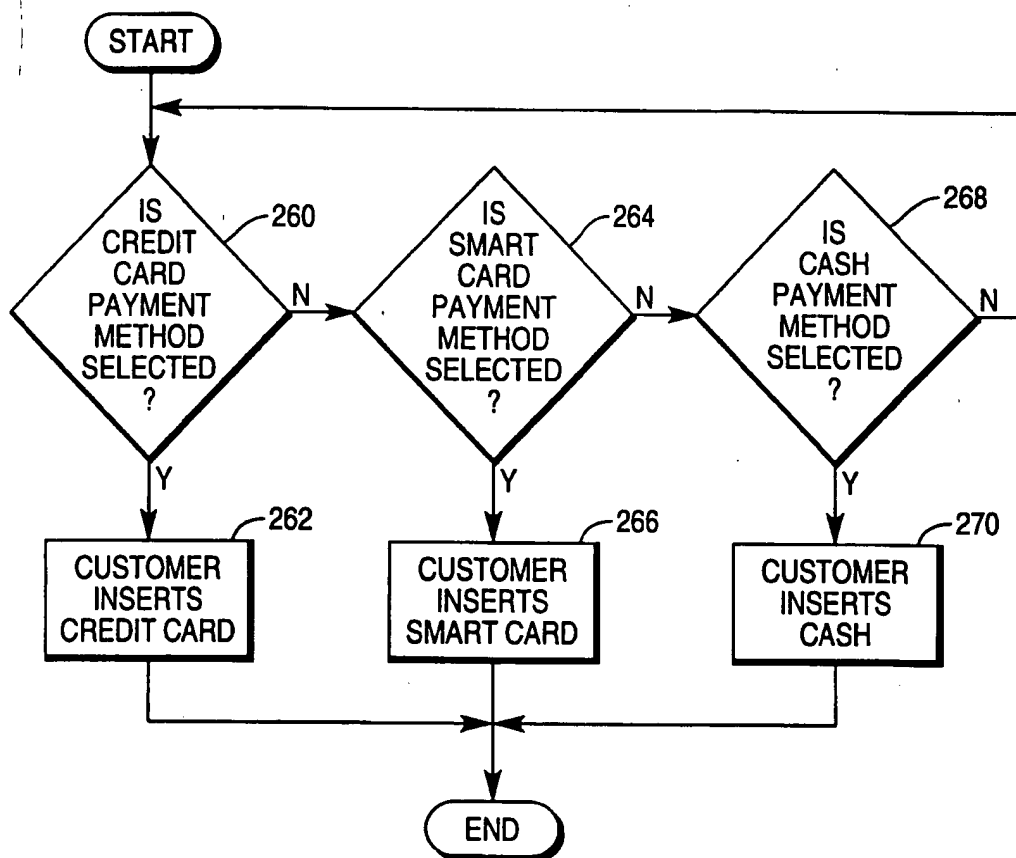 START
IS
CREDIT
CARD
PAYMENT
METHOD
SELECTED
?
260
N
Y
IS
SMART
CARD
PAYMENT
METHOD
SELECTED
?
264
N
Y
IS
CASH
PAYMENT
METHOD
SELECTED
?
268
N
Y
262
CUSTOMER
INSERTS
CREDIT CARD
266
CUSTOMER
INSERTS
SMART CARD
270
CUSTOMER
INSERTS
CASH
END